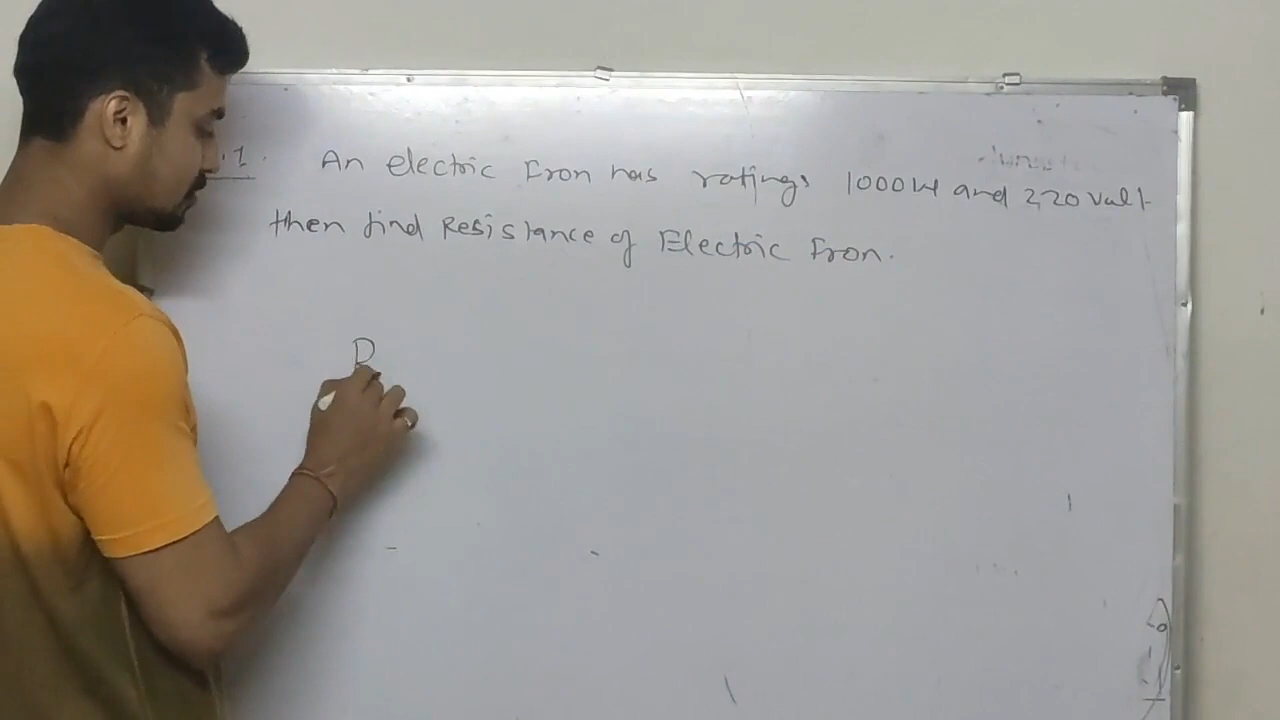 .1. An electric Iron has ratings 1000W and 220 Volt
then find Resistance of Electric Iron.
R